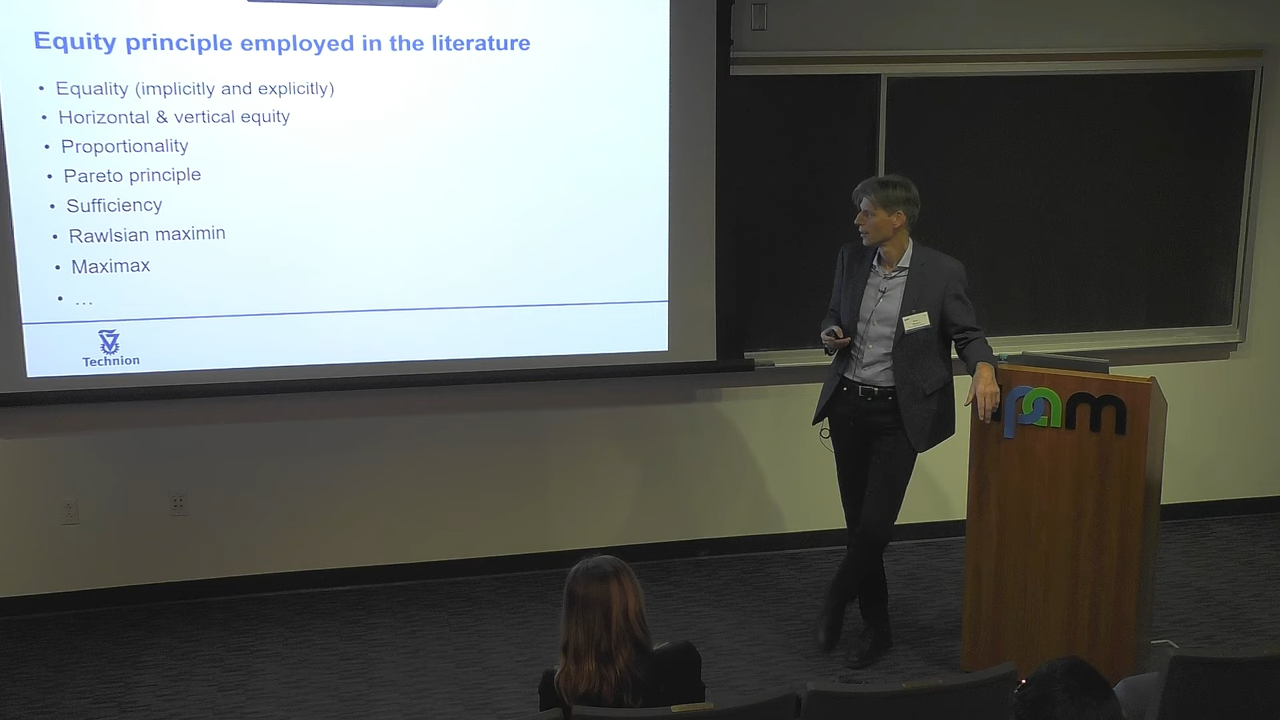 Equity principle employed in the literature
• Equality (implicitly and explicitly)
• Horizontal & vertical equity
• Proportionality
• Pareto principle
• Sufficiency
• Rawlsian maximin
• Maximax
• ...
Technion
ipam